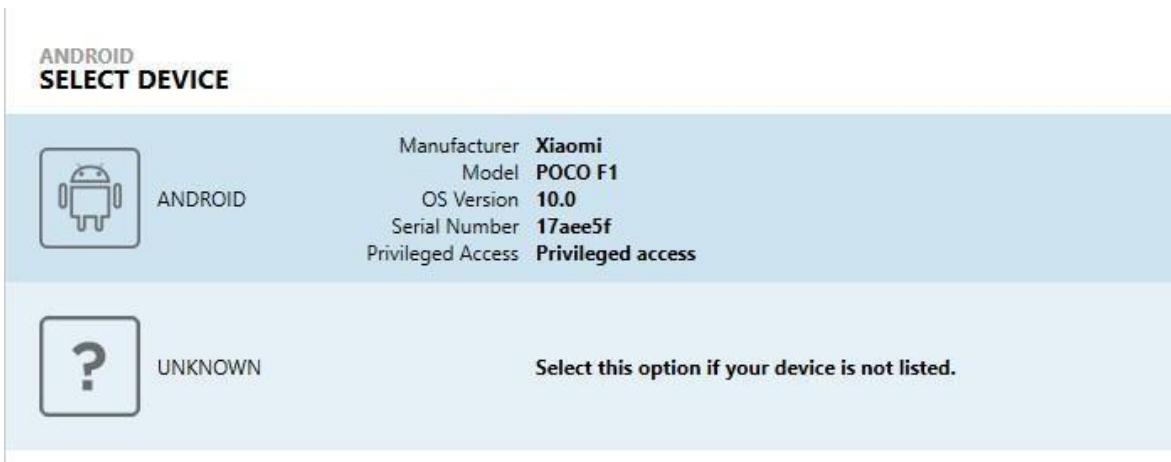 ANDROID
SELECT DEVICE
ANDROID
Manufacturer Xiaomi
Model POCO F1
OS Version 10.0
Serial Number 17aee5f
Privileged Access Privileged access
?
UNKNOWN
Select this option if your device is not listed.